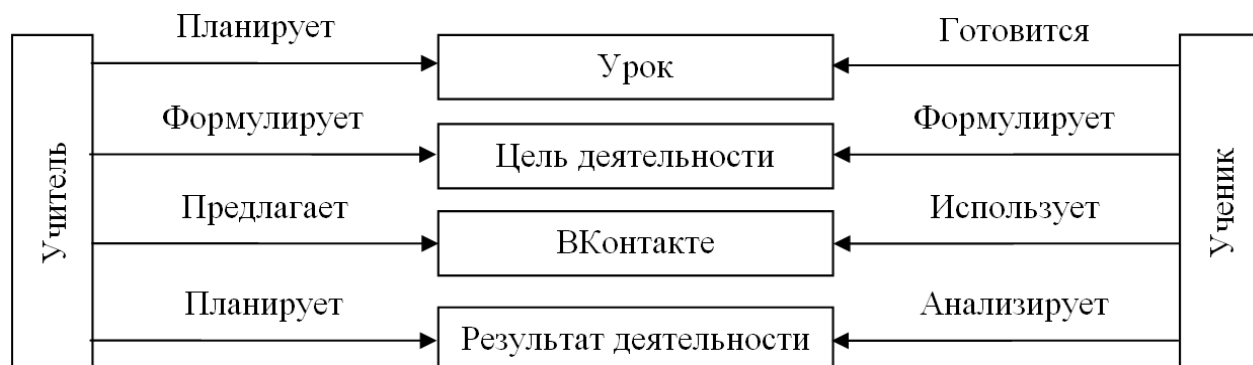 Планирует
Готовится
Урок
Формулирует
Формулирует
Цель деятельности
Учитель
Ученик
Предлагает
Использует
ВКонтакте
Планирует
Анализирует
Результат деятельности